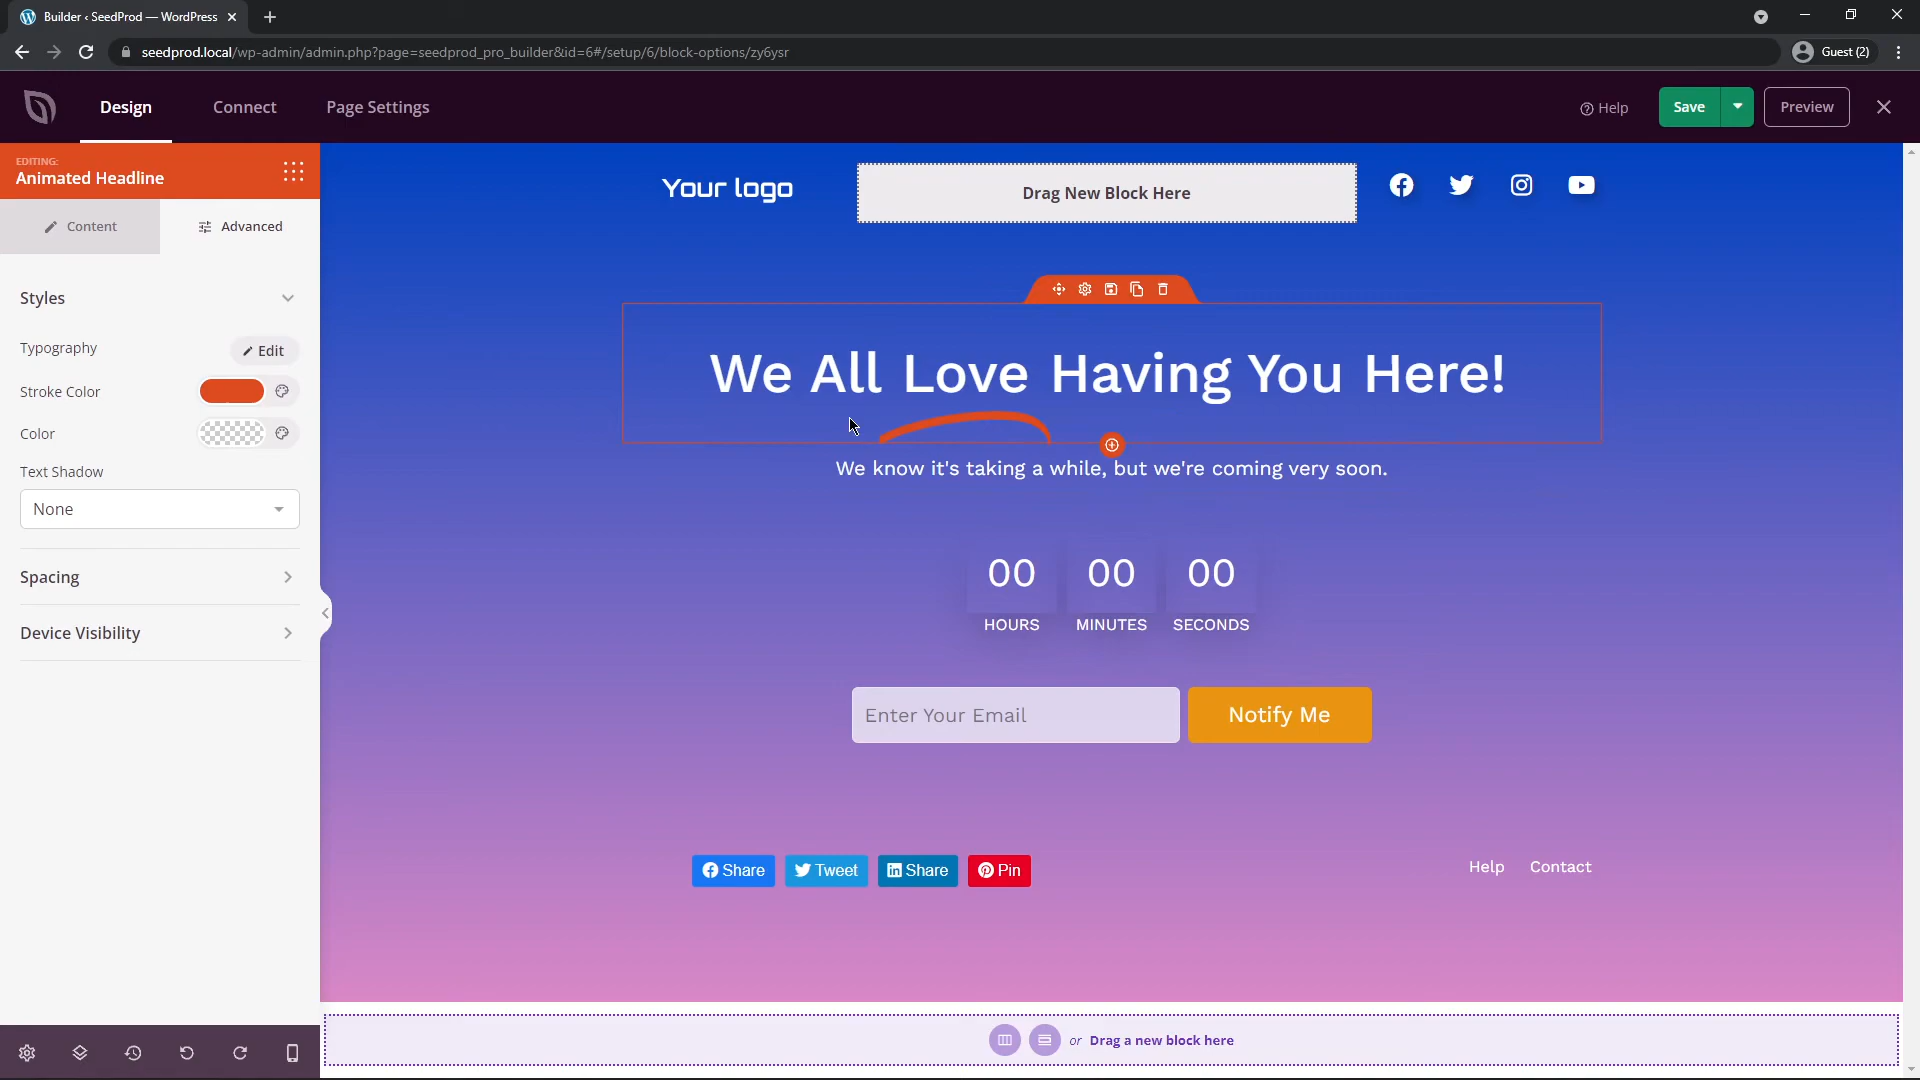 Builder ‹ SeedProd — WordPress
seedprod.local/wp-admin/admin.php?page=seedprod_pro_builder&id=6#/setup/6/block-options/zy6ysr
Guest (2)
Design
Connect
Page Settings
Help
Save
Preview
EDITING:
Animated Headline
Content
Advanced
Styles
Typography
Edit
Stroke Color
Color
Text Shadow
None
Spacing
Device Visibility
Your logo
Drag New Block Here
We All Love Having You Here!
We know it's taking a while, but we're coming very soon.
00 00 00
HOURS MINUTES SECONDS
Enter Your Email
Notify Me
Share
Tweet
Share
Pin
Help
Contact
or Drag a new block here